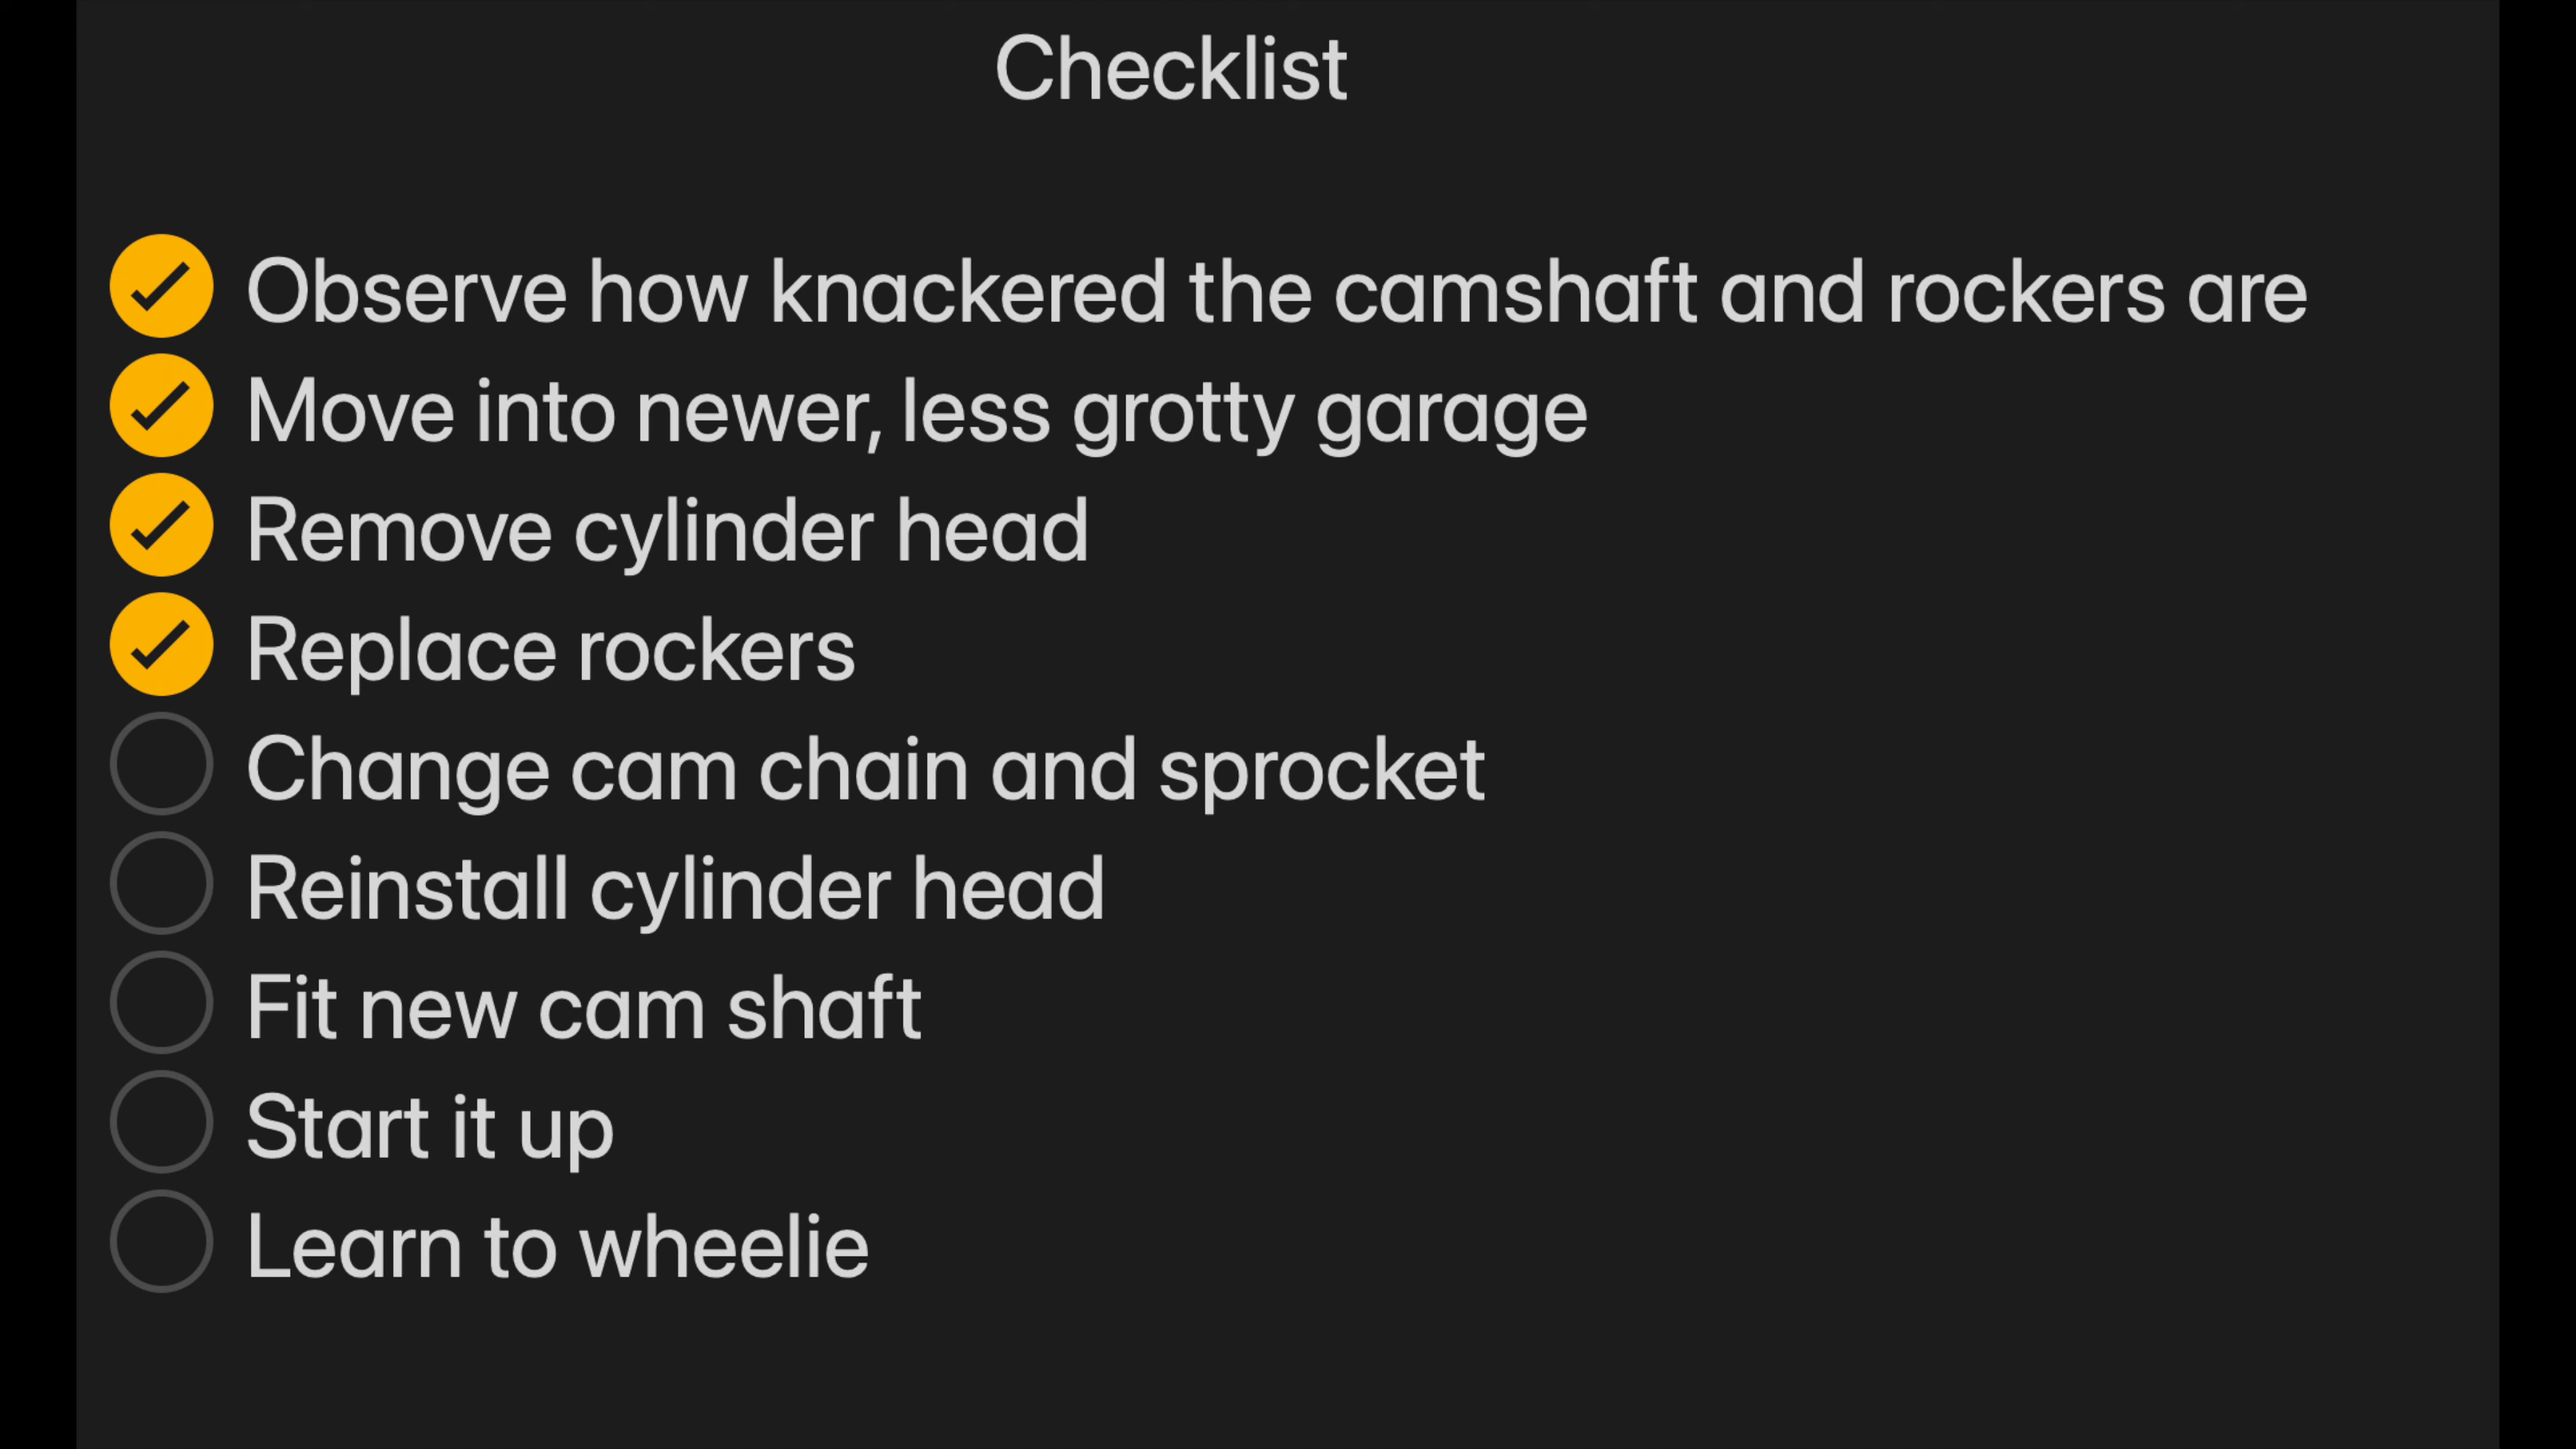 Checklist
Observe how knackered the camshaft and rockers are
Move into newer, less grotty garage
Remove cylinder head
Replace rockers
Change cam chain and sprocket
Reinstall cylinder head
Fit new cam shaft
Start it up
Learn to wheelie